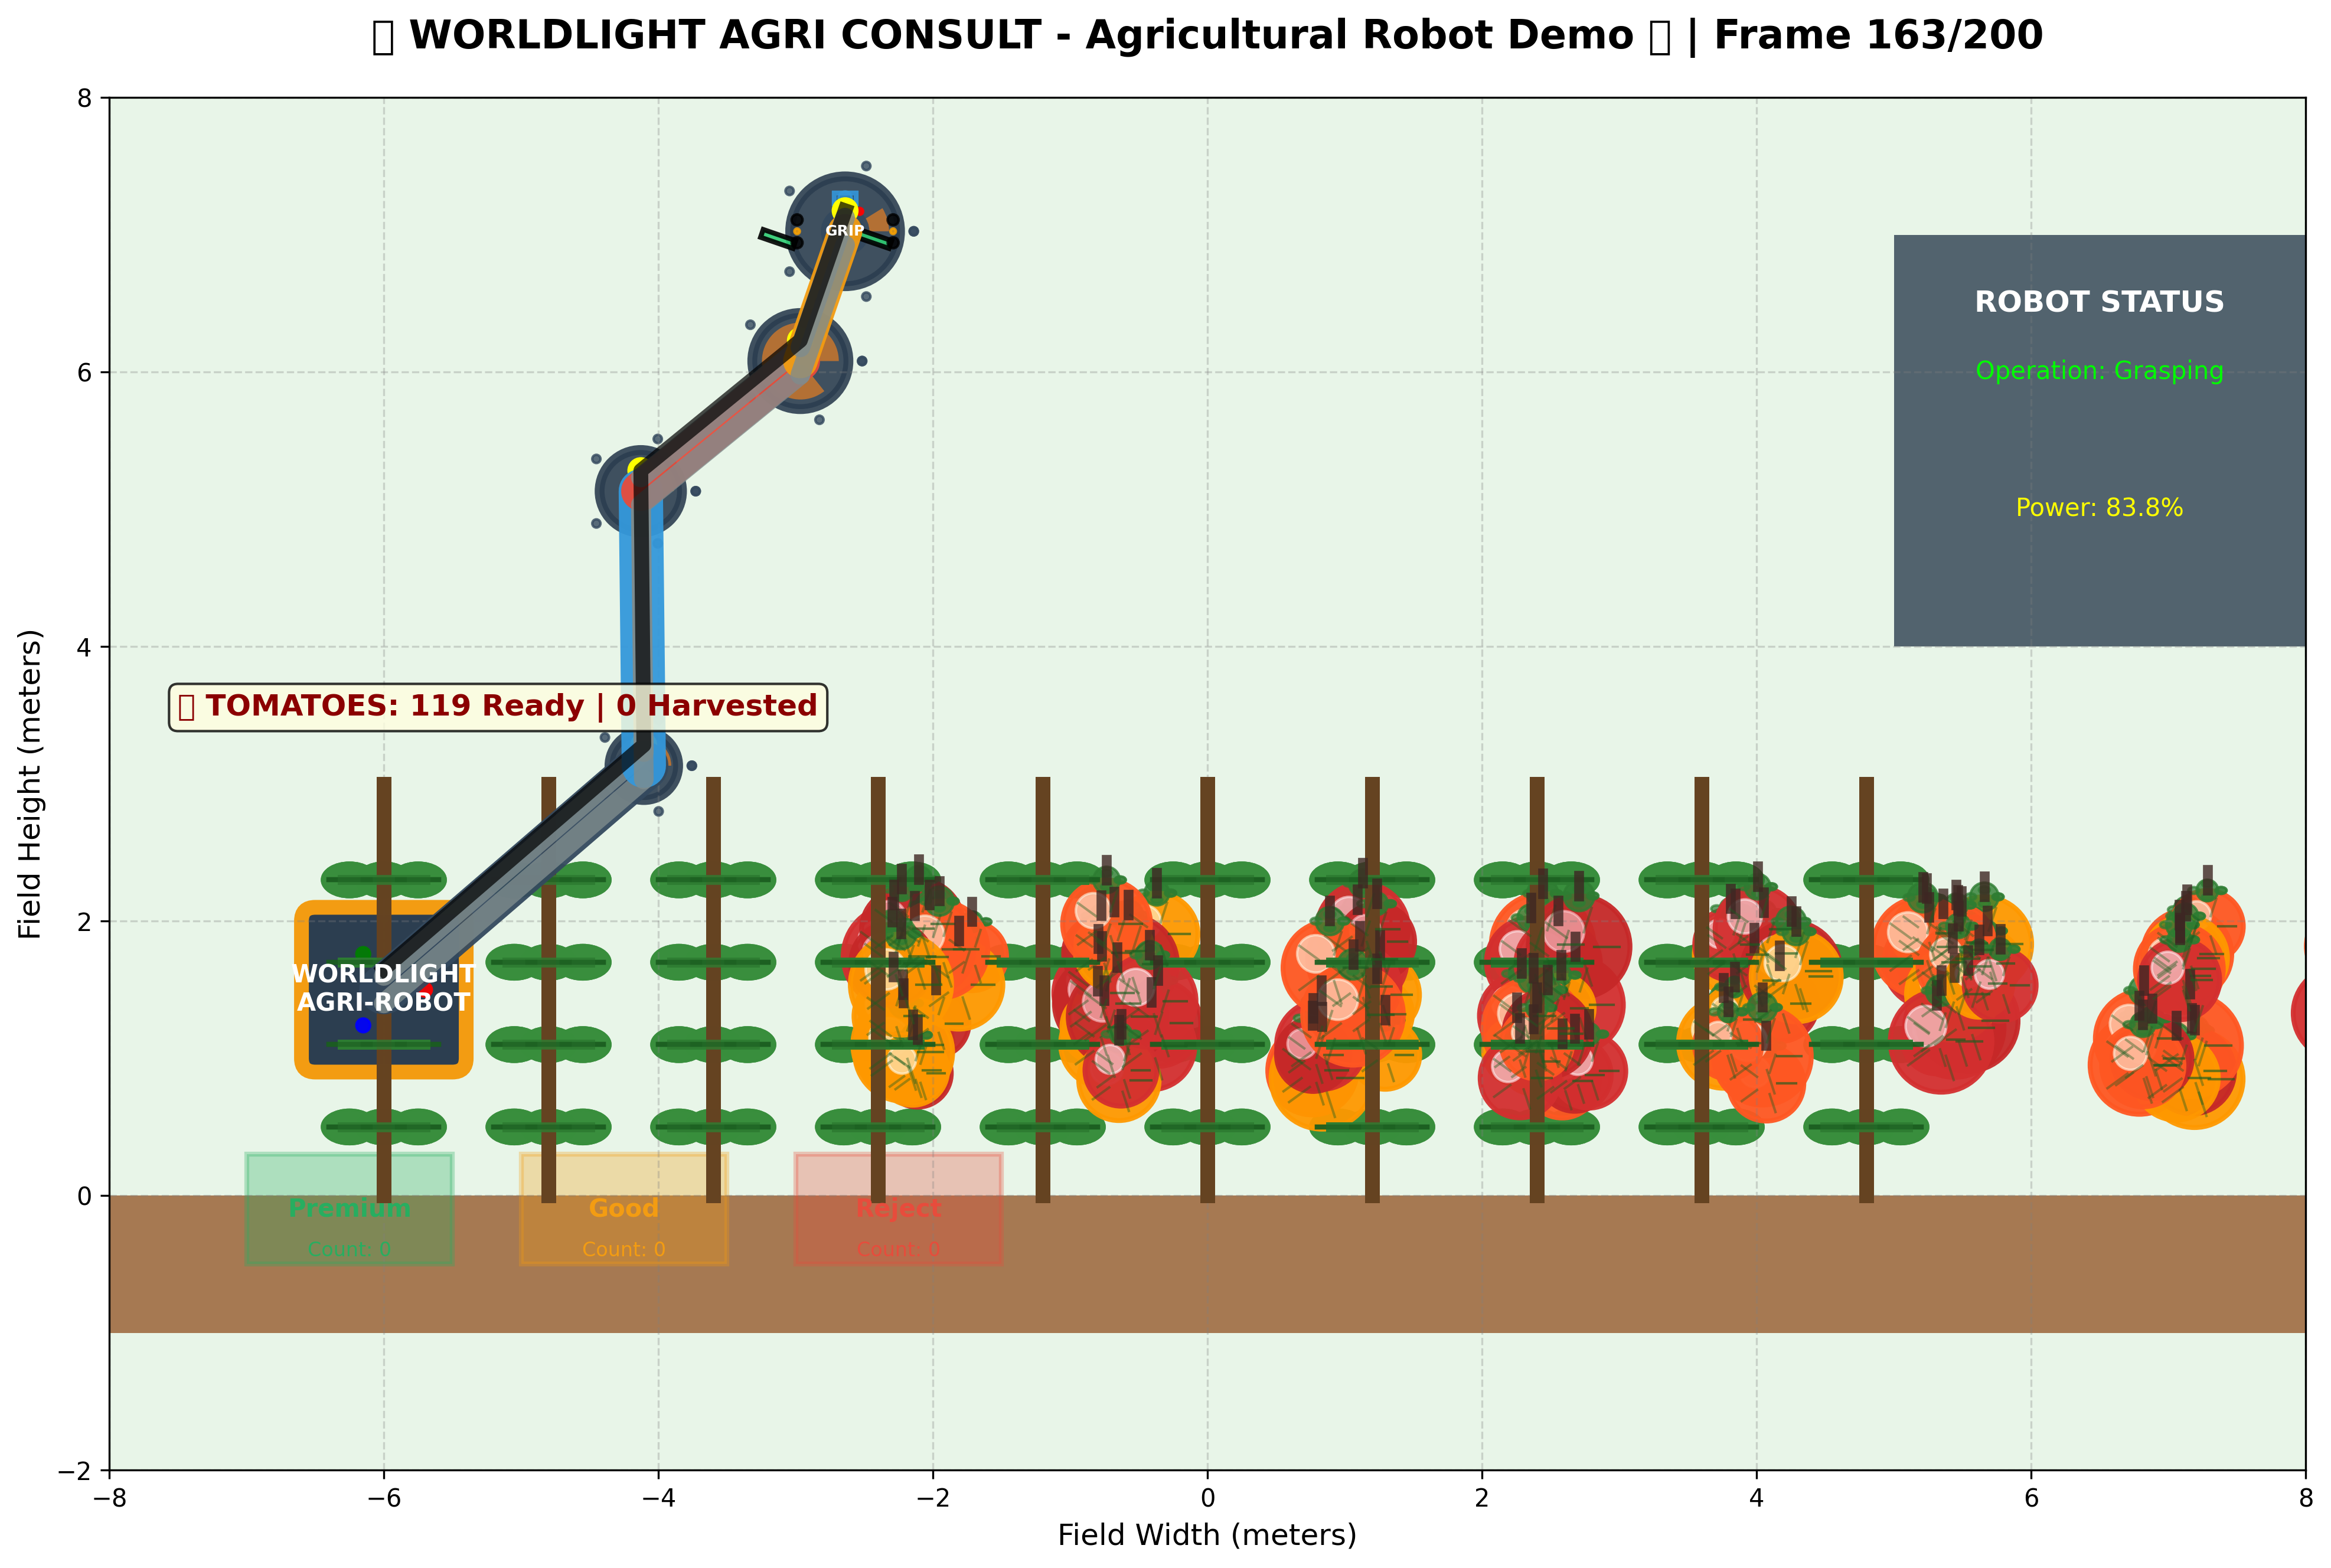 WORLDLIGHT AGRI CONSULT - Agricultural Robot Demo | Frame 163/200
8
6
4
2
0
−2
Field Height (meters)
GRIP
ROBOT STATUS
Operation: Grasping
Power: 83.8%
TOMATOES: 119 Ready | 0 Harvested
WORLDLIGHT
AGRI-ROBOT
Premium
Count: 0
Good
Count: 0
Reject
Count: 0
−8 −6 −4 −2 0 2 4 6 8
Field Width (meters)